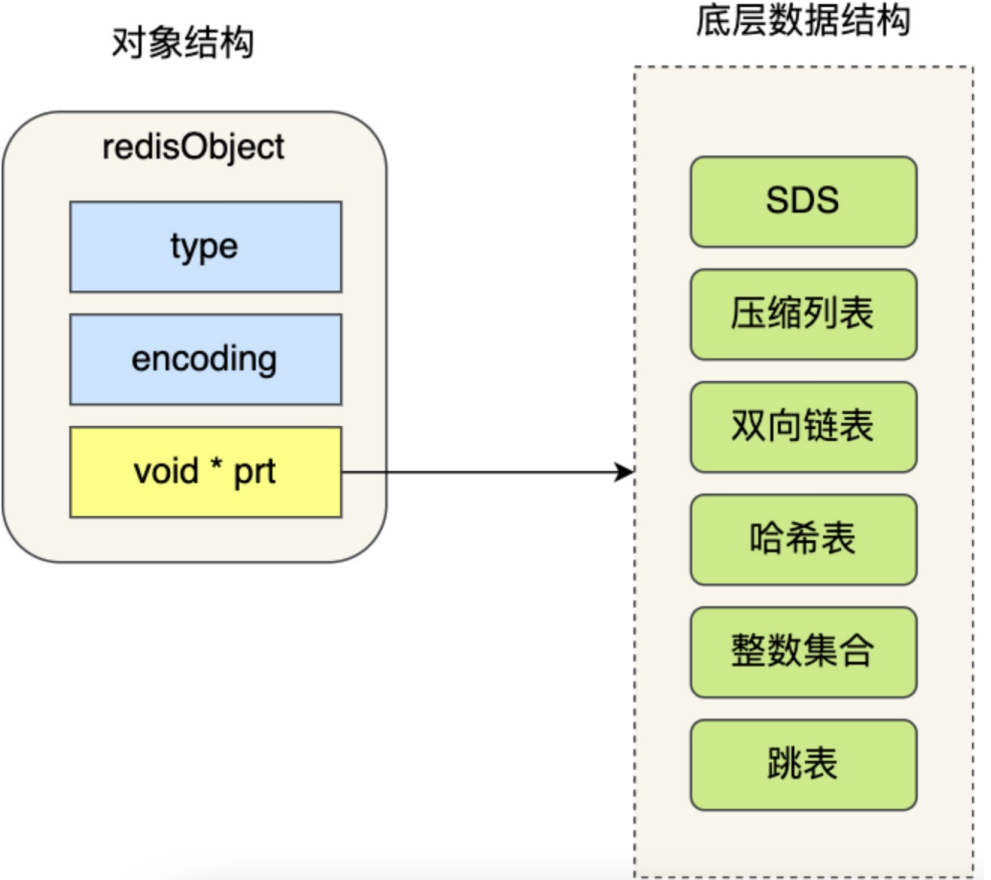 对象结构
redisObject
type
encoding
void * prt
底层数据结构
SDS
压缩列表
双向链表
哈希表
整数集合
跳表